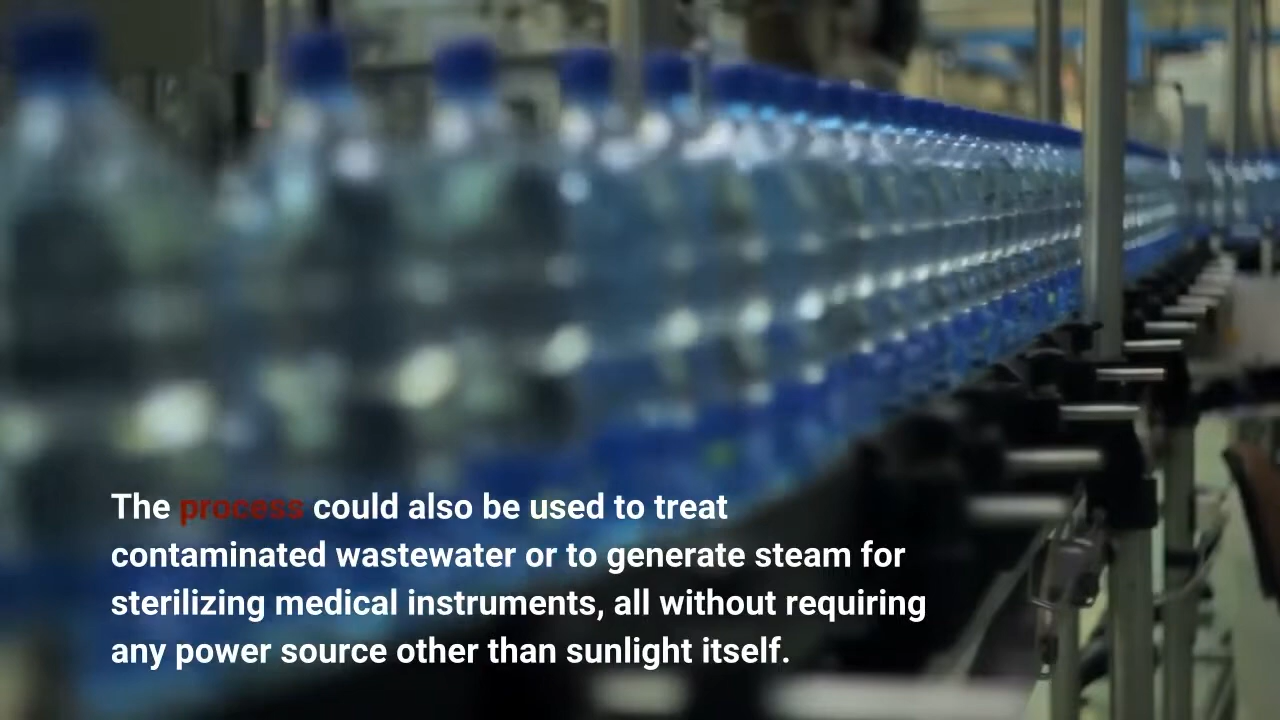 The process could also be used to treat
contaminated wastewater or to generate steam for
sterilizing medical instruments, all without requiring
any power source other than sunlight itself.